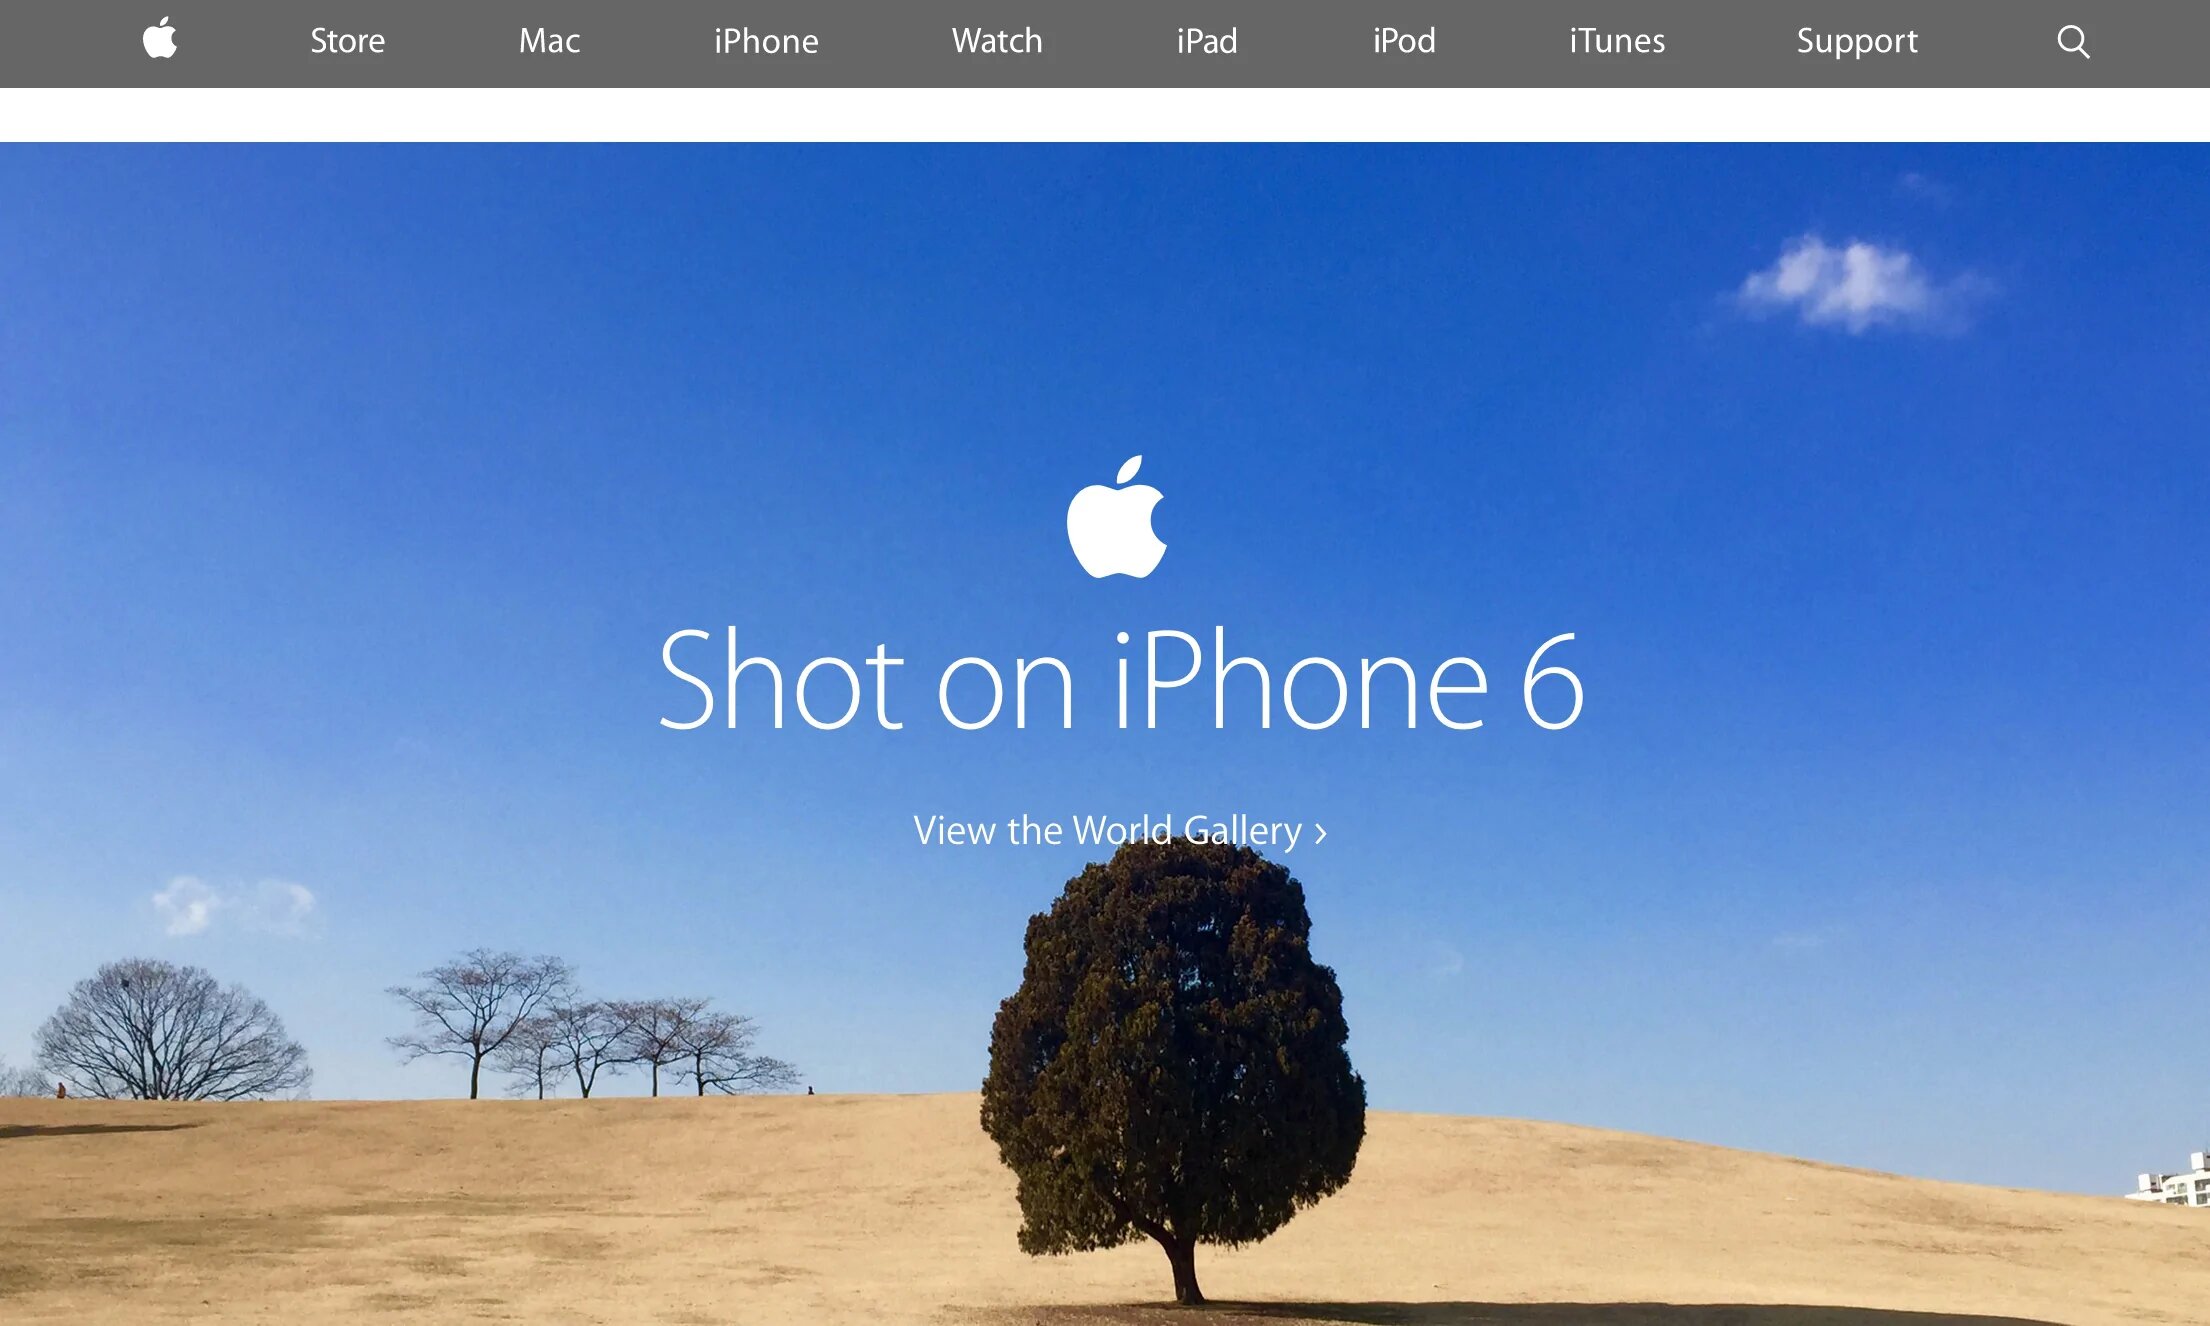 Store Mac iPhone Watch iPad iPod iTunes Support
Shot on iPhone 6
View the World Gallery ›